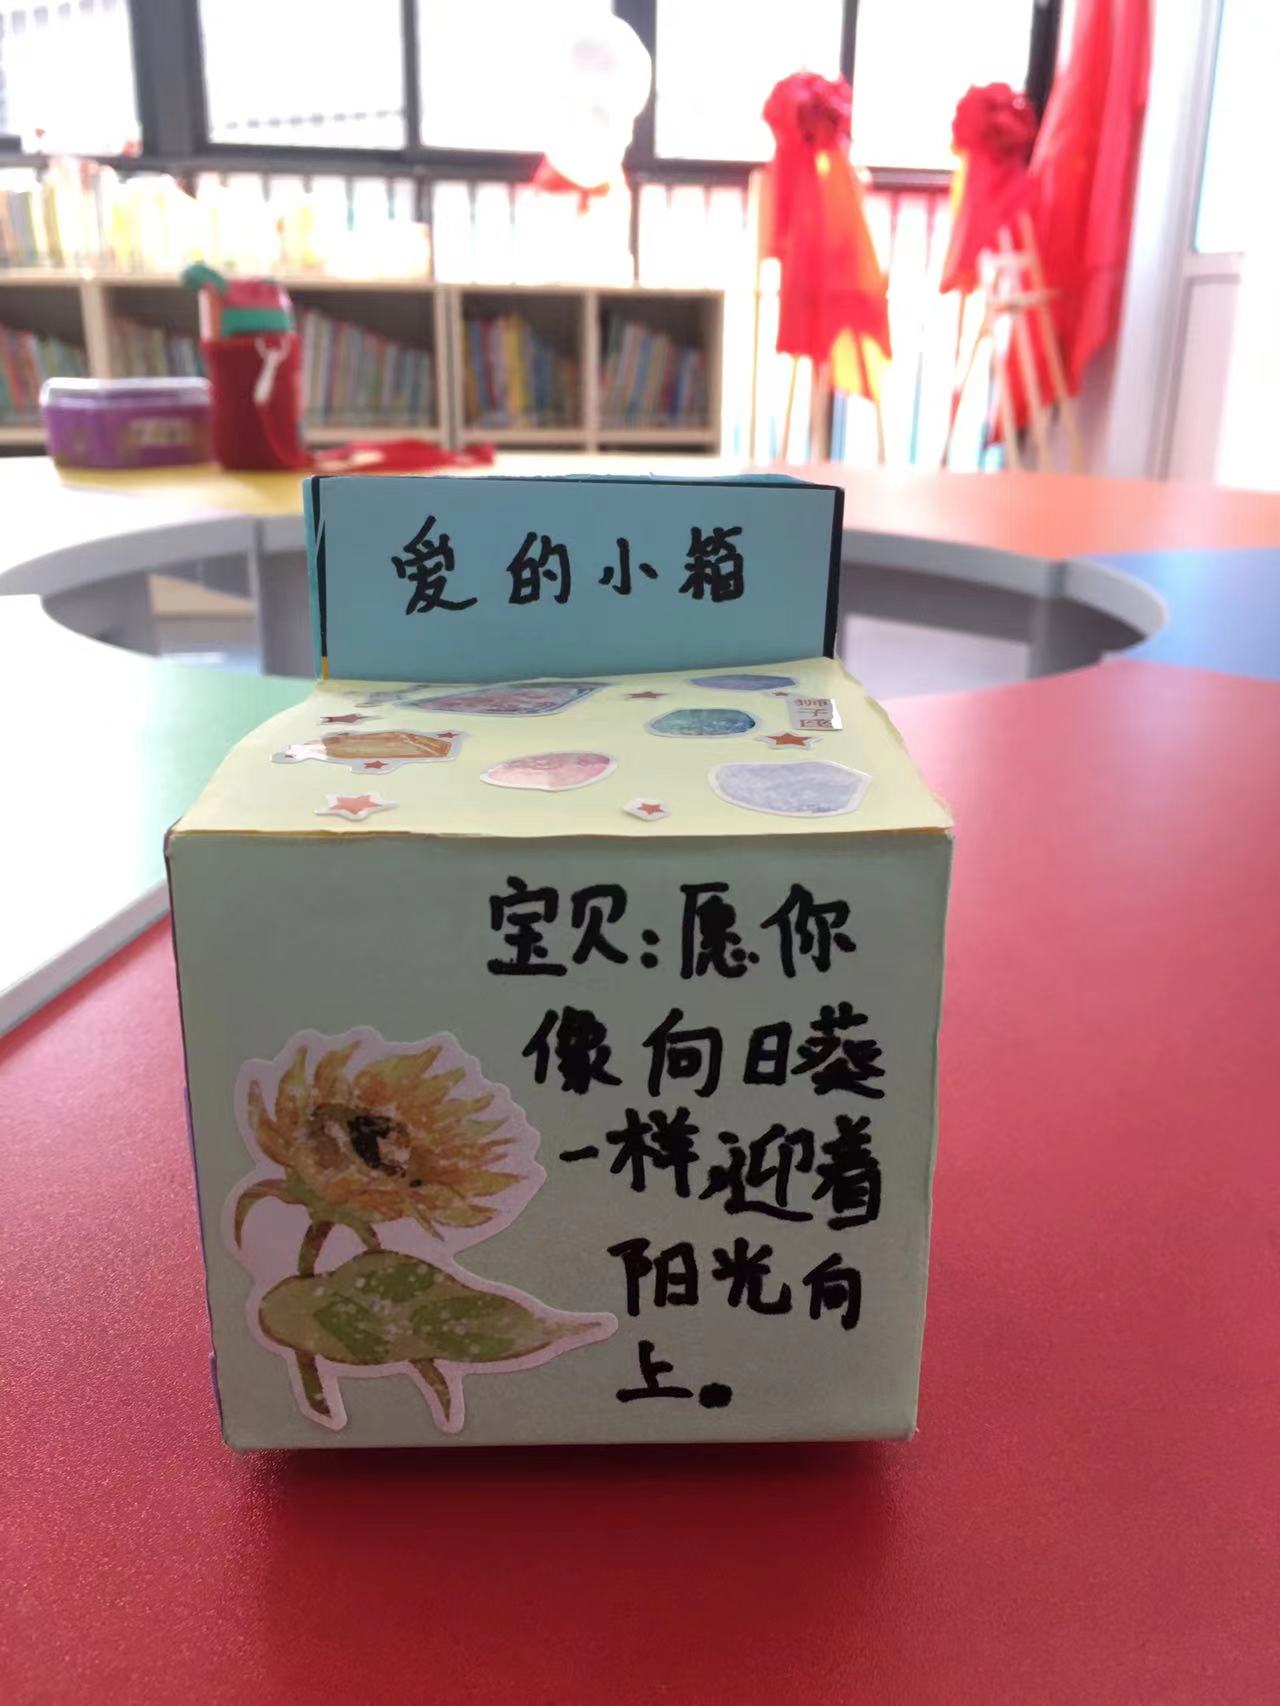 爱的小箱
宝贝:愿你
像向日葵
一样迎着
阳光向
上。